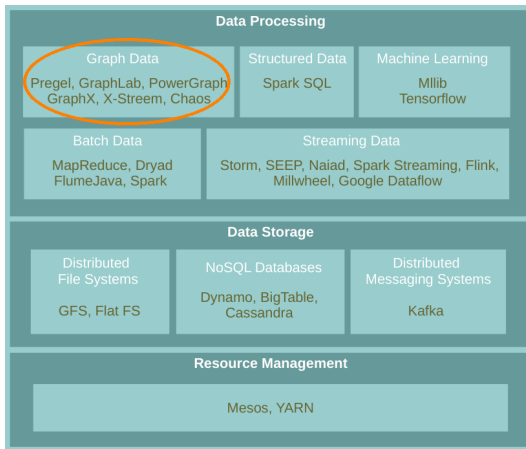 Data Processing
Graph Data
Pregel, GraphLab, PowerGraph
GraphX, X-Streem, Chaos
Structured Data
Spark SQL
Machine Learning
Mllib
Tensorflow
Batch Data
MapReduce, Dryad
FlumeJava, Spark
Streaming Data
Storm, SEEP, Naiad, Spark Streaming, Flink,
Millwheel, Google Dataflow
Data Storage
Distributed
File Systems
GFS, Flat FS
NoSQL Databases
Dynamo, BigTable,
Cassandra
Distributed
Messaging Systems
Kafka
Resource Management
Mesos, YARN